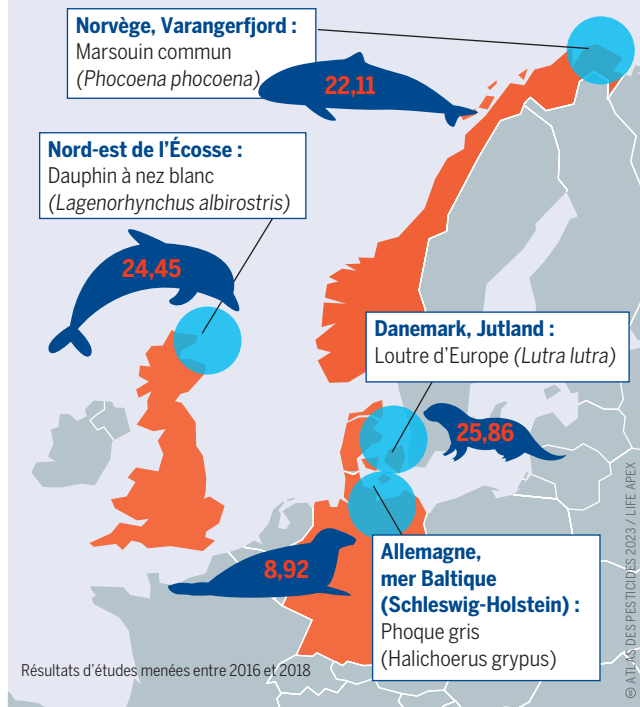 Norvège, Varangerfjord :
Marsouin commun
(Phocoena phocoena)
22,11
Nord-est de l’Écosse :
Dauphin à nez blanc
(Lagenorhynchus albirostris)
24,45
Danemark, Jutland :
Loutre d’Europe (Lutra lutra)
25,86
8,92
Allemagne,
mer Baltique
(Schleswig-Holstein) :
Phoque gris
(Halichoerus grypus)
Résultats d’études menées entre 2016 et 2018
© ATLAS DES PESTICIDES 2023 / LIFE APEX